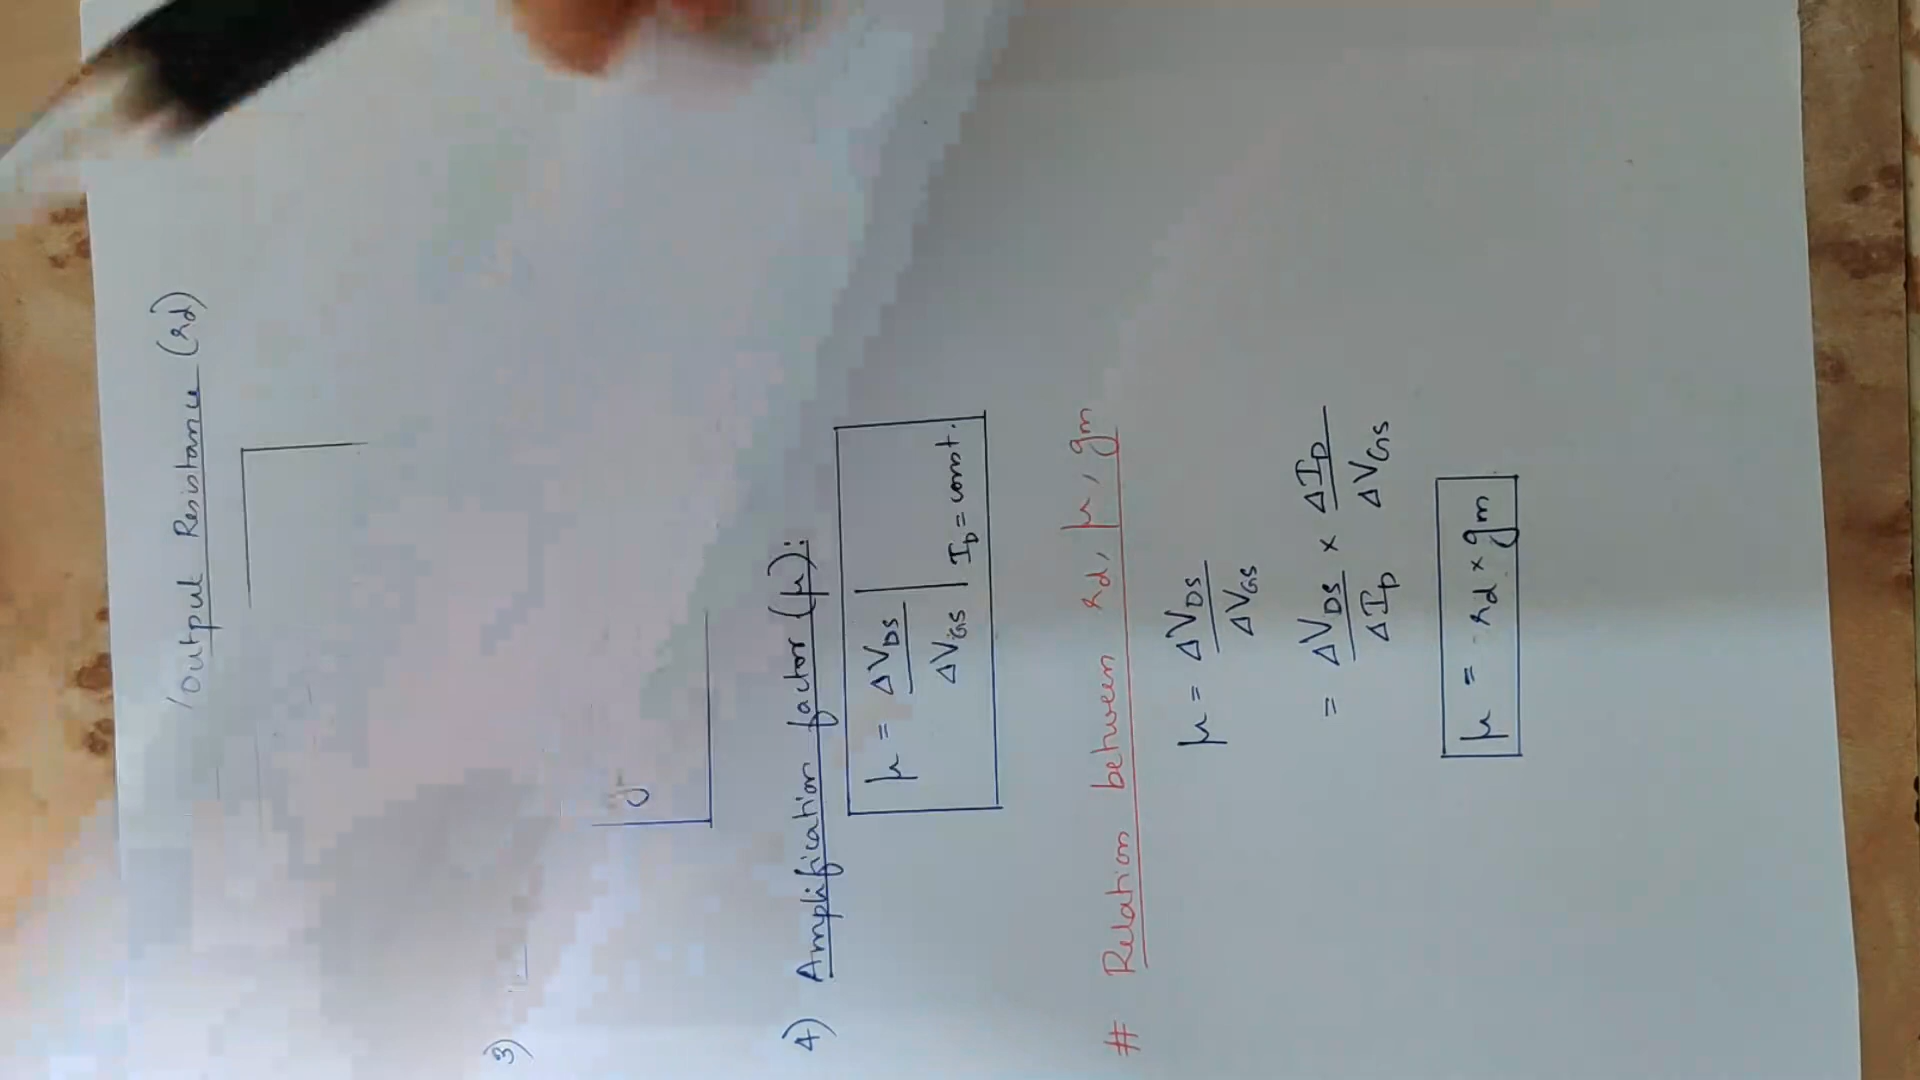 Output Resistance (rd)
3)
4) Amplification factor (μ):
μ = ΔVDS / ΔVGS | ID = const.
# Relation between rd, μ, gm
μ = ΔVDS / ΔVGS
= ΔVDS / ΔID × ΔID / ΔVGS
μ = rd × gm